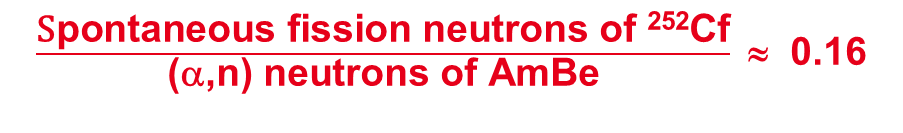 Spontaneous fission neutrons of ²⁵²Cf
(α,n) neutrons of AmBe
≈ 0.16